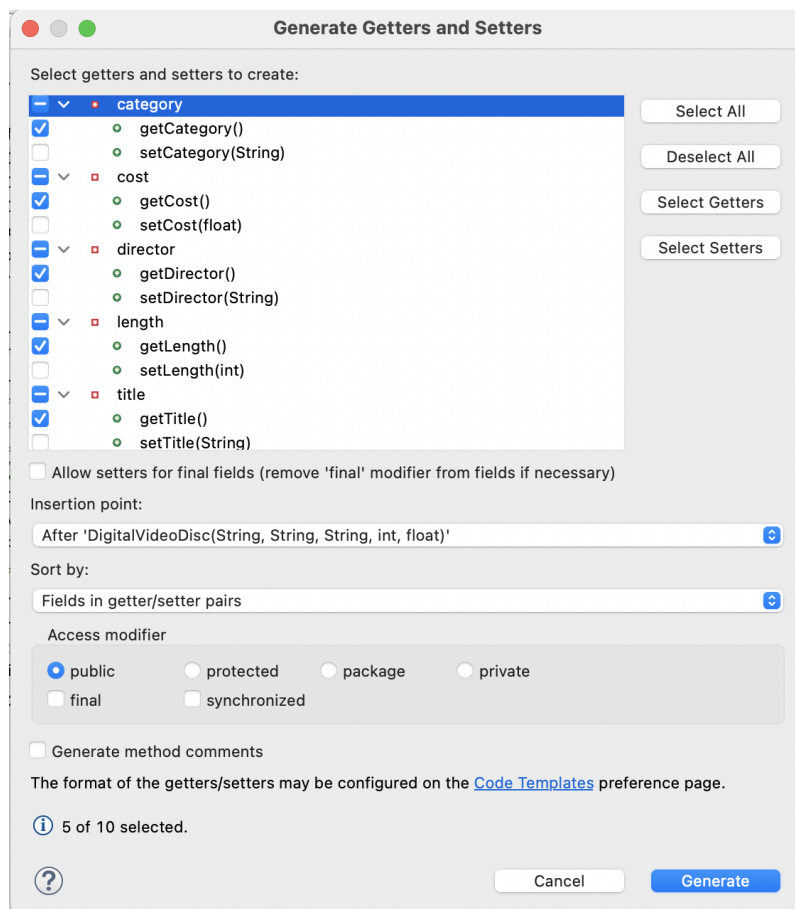 Generate Getters and Setters
Select getters and setters to create:
category
getCategory()
setCategory(String)
cost
getCost()
setCost(float)
director
getDirector()
setDirector(String)
length
getLength()
setLength(int)
title
getTitle()
setTitle(String)
Select All
Deselect All
Select Getters
Select Setters
Allow setters for final fields (remove 'final' modifier from fields if necessary)
Insertion point:
After 'DigitalVideoDisc(String, String, String, int, float)'
Sort by:
Fields in getter/setter pairs
Access modifier
public protected package private
final synchronized
Generate method comments
The format of the getters/setters may be configured on the Code Templates preference page.
5 of 10 selected.
Cancel Generate